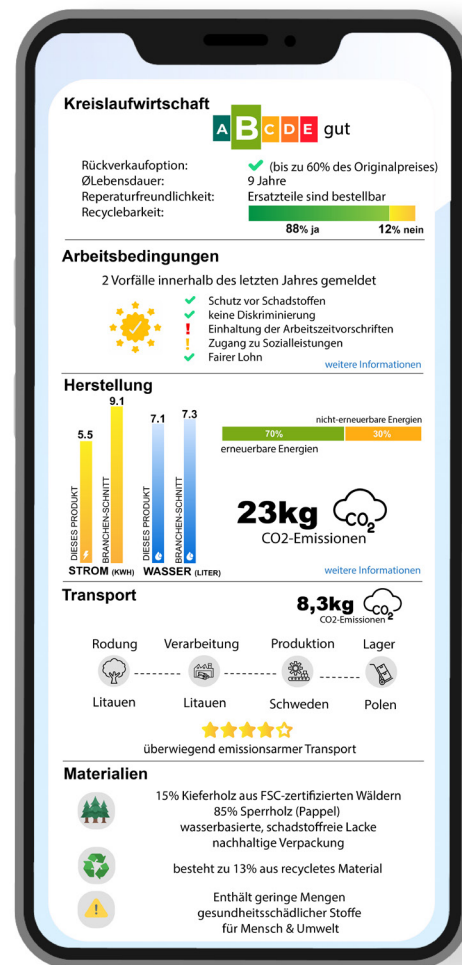 Kreislaufwirtschaft
A B C D E gut
Rückverkaufoption: (bis zu 60% des Originalpreises)
ØLebensdauer: 9 Jahre
Reperaturfreundlichkeit: Ersatzteile sind bestellbar
Recyclebarkeit:
88% ja 12% nein
Arbeitsbedingungen
2 Vorfälle innerhalb des letzten Jahres gemeldet
Schutz vor Schadstoffen
keine Diskriminierung
Einhaltung der Arbeitszeitvorschriften
Zugang zu Sozialleistungen
Fairer Lohn
weitere Informationen
Herstellung
5.5
DIESES PRODUKT
9.1
BRANCHEN-SCHNITT
STROM (KWH)
7.1
DIESES PRODUKT
7.3
BRANCHEN-SCHNITT
WASSER (LITER)
nicht-erneuerbare Energien
70% 30%
erneuerbare Energien
23kg CO2
CO2-Emissionen
weitere Informationen
Transport
8,3kg CO2
CO2-Emissionen
Rodung Verarbeitung Produktion Lager
Litauen Litauen Schweden Polen
überwiegend emissionsarmer Transport
Materialien
15% Kieferholz aus FSC-zertifizierten Wäldern
85% Sperrholz (Pappel)
wasserbasierte, schadstoffreie Lacke
nachhaltige Verpackung
besteht zu 13% aus recycletes Material
Enthält geringe Mengen
gesundheitsschädlicher Stoffe
für Mensch & Umwelt